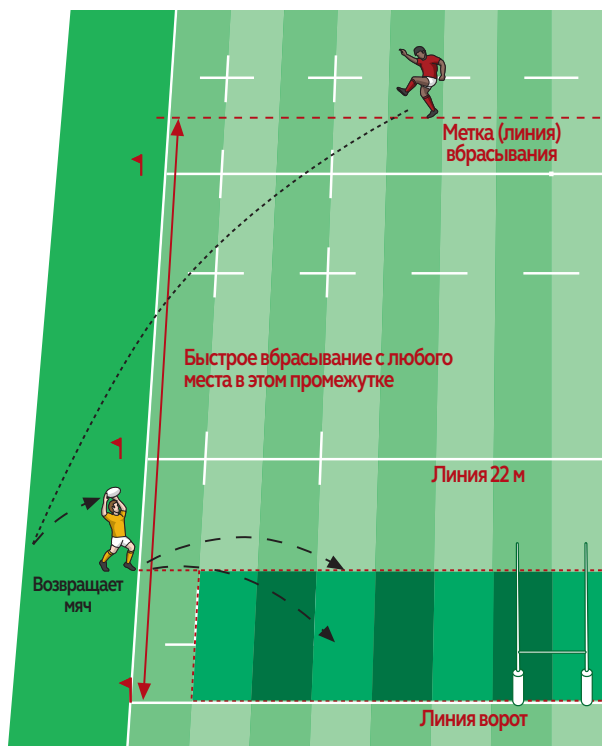 Метка (линия)
вбрасывания
Быстрое вбрасывание с любого
места в этом промежутке
Линия 22 м
Возвращает
мяч
Линия ворот